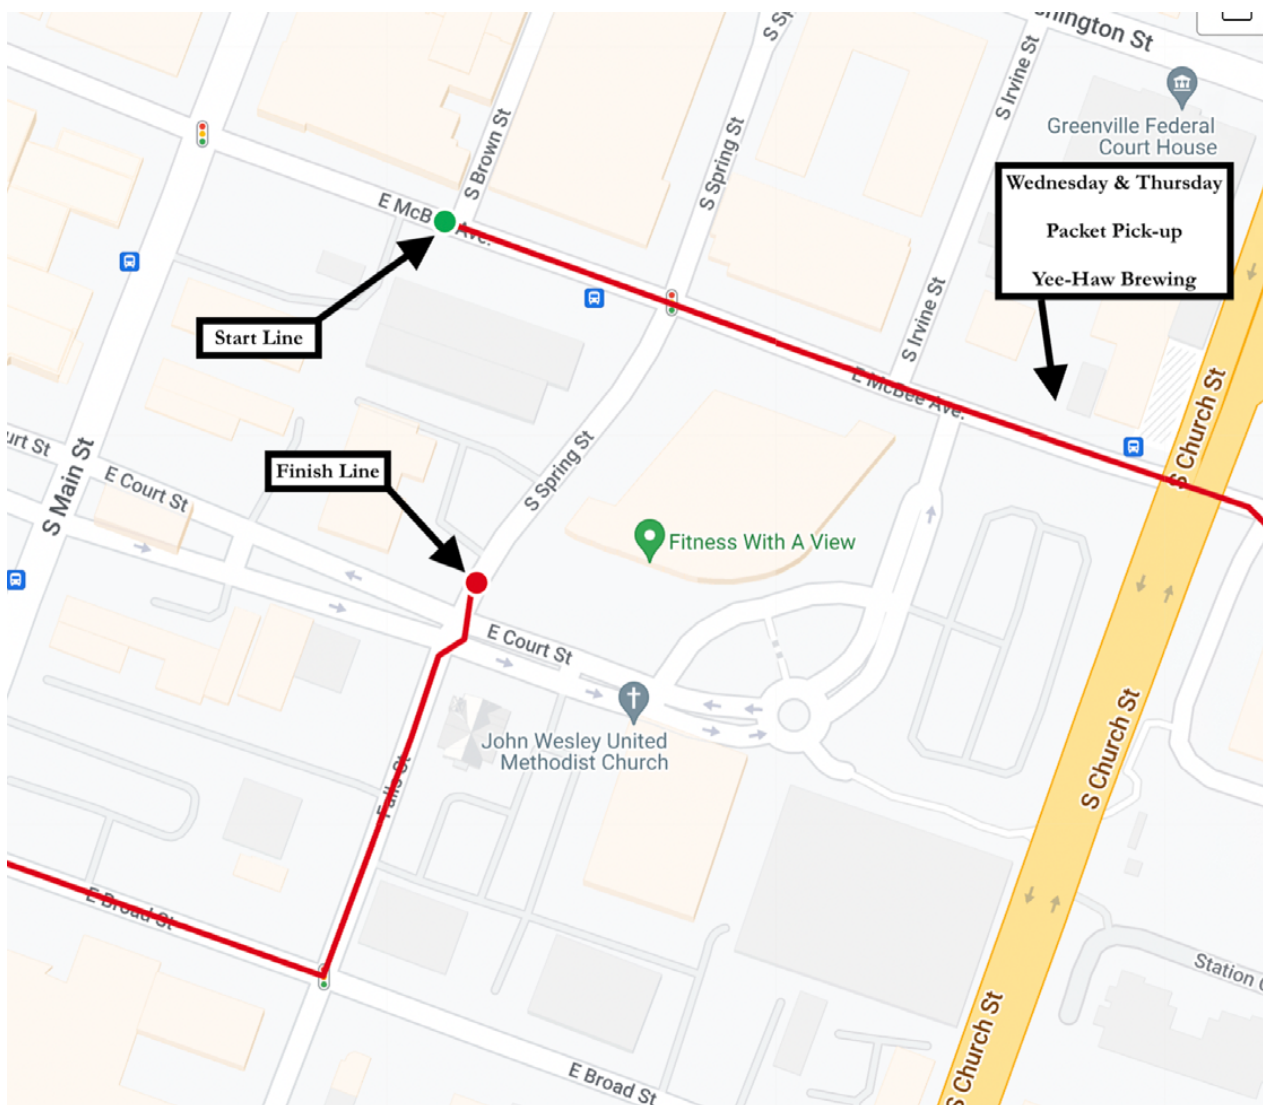 hington St
S Sp
S Irvine St
S Brown St
S Spring St
Greenville Federal
Court House
Wednesday & Thursday
Packet Pick-up
Yee-Haw Brewing
E McB
Ave.
Start Line
S Irvine St
E McBee Ave.
S Church St
urt St
S Main St
E Court St
Finish Line
S Spring St
Fitness With A View
E Court St
John Wesley United
Methodist Church
S Church St
Falls St
E Broad St
Station
S Church St
E Broad St